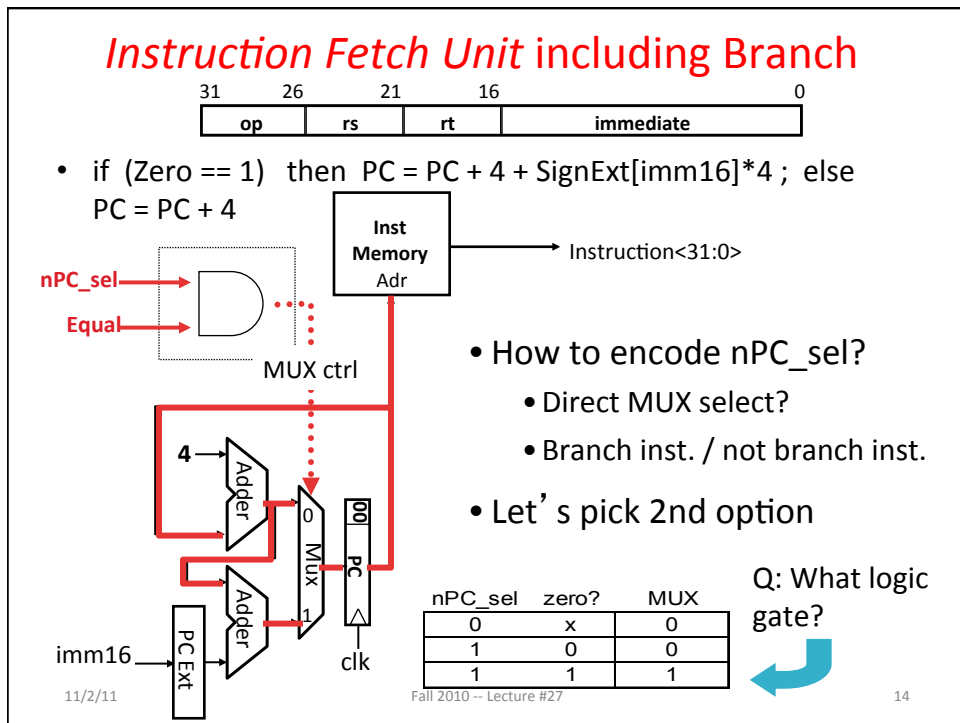 Instruction Fetch Unit including Branch
31 26 21 16 0
op rs rt immediate
• if (Zero == 1) then PC = PC + 4 + SignExt[imm16]*4 ; else
PC = PC + 4
Inst
Memory
Adr
Instruction<31:0>
nPC_sel
Equal
MUX ctrl
• How to encode nPC_sel?
• Direct MUX select?
• Branch inst. / not branch inst.
• Let's pick 2nd option
4
Adder
0
Mux
1
00
PC
clk
Adder
PC Ext
imm16
Q: What logic
gate?
nPC_sel zero? MUX
0 x 0
1 0 0
1 1 1
11/2/11
Fall 2010 -- Lecture #27
14